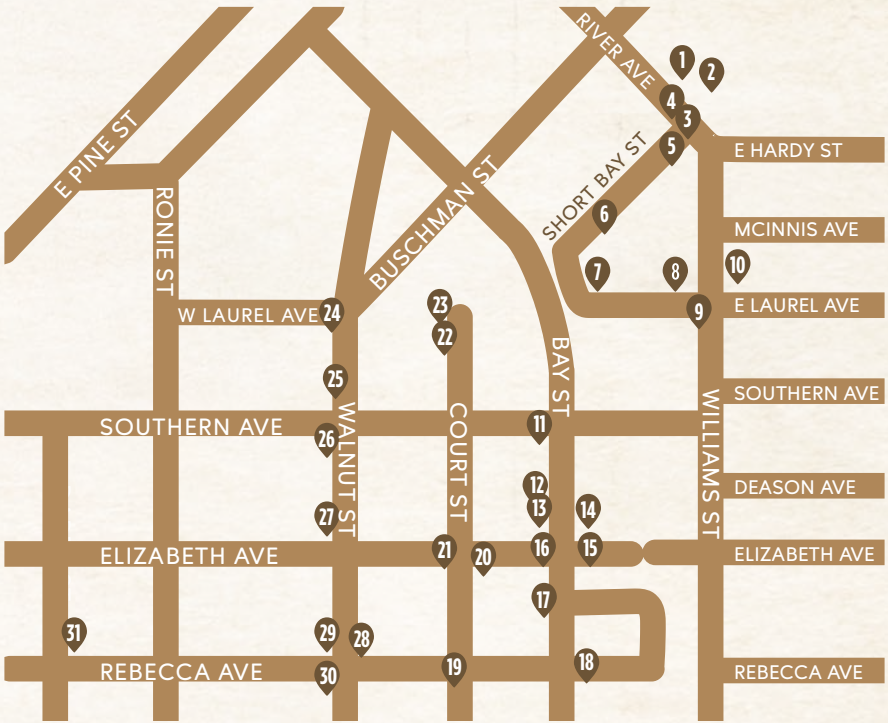 RIVER AVE
1
2
4
3
E PINE ST
5
E HARDY ST
SHORT BAY ST
BUSCHMAN ST
RONIE ST
6
MCINNIS AVE
7
8
10
23
24
W LAUREL AVE
9
E LAUREL AVE
22
BAY ST
25
SOUTHERN AVE
WALNUT ST
COURT ST
WILLIAMS ST
SOUTHERN AVE
26
11
12
DEASON AVE
13
14
27
ELIZABETH AVE
21
20
16
15
ELIZABETH AVE
17
31
29
28
REBECCA AVE
30
19
18
REBECCA AVE